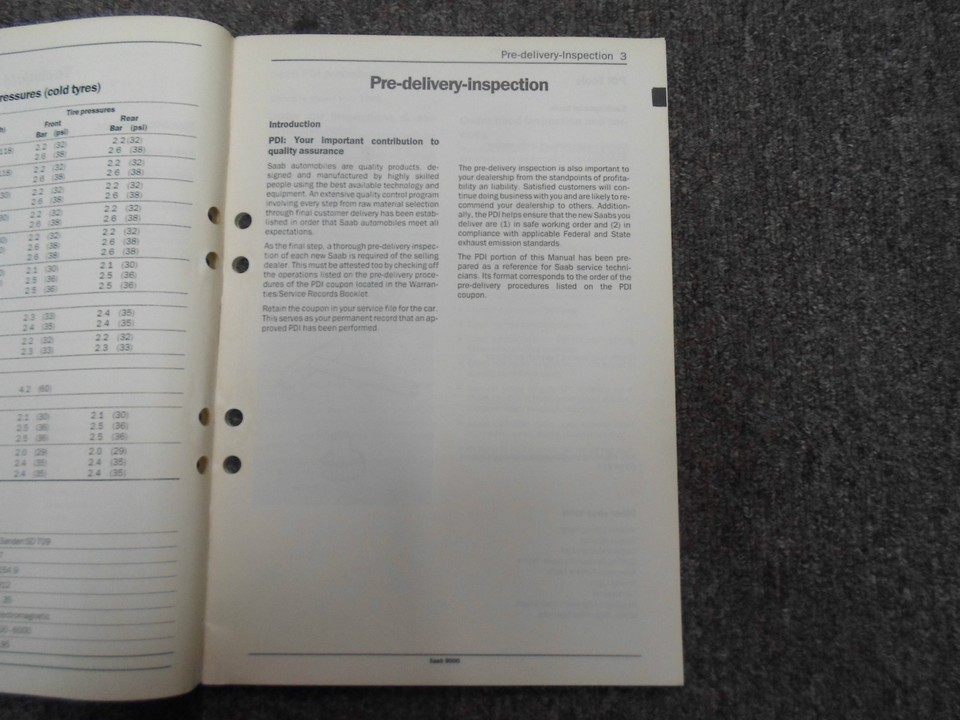 ressures (cold tyres)
Tire pressures
Front Rear
Bar (psi) Bar (psi)
2.2 (32) 2.2 (32)
2.6 (38) 2.6 (38)
2.2 (32) 2.2 (32)
2.6 (38) 2.6 (38)
2.2 (32) 2.2 (32)
2.6 (38) 2.6 (38)
2.2 (32) 2.2 (32)
2.6 (38) 2.6 (38)
2.2 (32) 2.2 (32)
2.6 (38) 2.6 (38)
2.6 (38) 2.6 (38)
2.1 (30) 2.1 (30)
2.5 (36) 2.5 (36)
2.5 (36) 2.5 (36)
2.3 (33) 2.4 (35)
2.4 (35) 2.4 (35)
2.2 (32) 2.2 (32)
2.3 (33) 2.3 (33)
4.2 (60)
2.1 (30) 2.1 (30)
2.5 (36) 2.5 (36)
2.5 (36) 2.5 (36)
2.0 (29) 2.0 (29)
2.4 (35) 2.4 (35)
2.4 (35) 2.4 (35)
Sanden SD 709
Pre-delivery-Inspection 3
Pre-delivery-inspection
Introduction
PDI: Your important contribution to
quality assurance
Saab automobiles are quality products, de-
signed and manufactured by highly skilled
people using the best available technology and
equipment. An extensive quality control program
involving every step from raw material selection
through final customer delivery has been estab-
lished in order that Saab automobiles meet all
expectations.
As the final step, a thorough pre-delivery inspec-
tion of each new Saab is required of the selling
dealer. This must be attested too by checking off
the operations listed on the pre-delivery proce-
dures of the PDI coupon located in the Warran-
ties/Service Records Booklet.
Retain the coupon in your service file for the car.
This serves as your permanent record that an ap-
proved PDI has been performed.
The pre-delivery inspection is also important to
your dealership from the standpoints of profita-
bility an liability. Satisfied customers will con-
tinue doing business with you and are likely to re-
commend your dealership to others. Addition-
ally, the PDI helps ensure that the new Saabs you
deliver are (1) in safe working order and (2) in
compliance with applicable Federal and State
exhaust emission standards.
The PDI portion of this Manual has been pre-
pared as a reference for Saab service techni-
cians. Its format corresponds to the order of the
pre-delivery procedures listed on the PDI
coupon.
Saab 9000